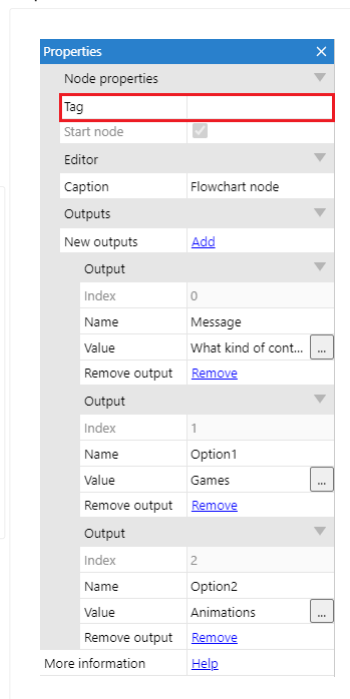 Properties
Node properties
Tag
Start node
Editor
Caption Flowchart node
Outputs
New outputs Add
Output
Index 0
Name Message
Value What kind of cont... ...
Remove output Remove
Output
Index 1
Name Option1
Value Games ...
Remove output Remove
Output
Index 2
Name Option2
Value Animations ...
Remove output Remove
More information Help